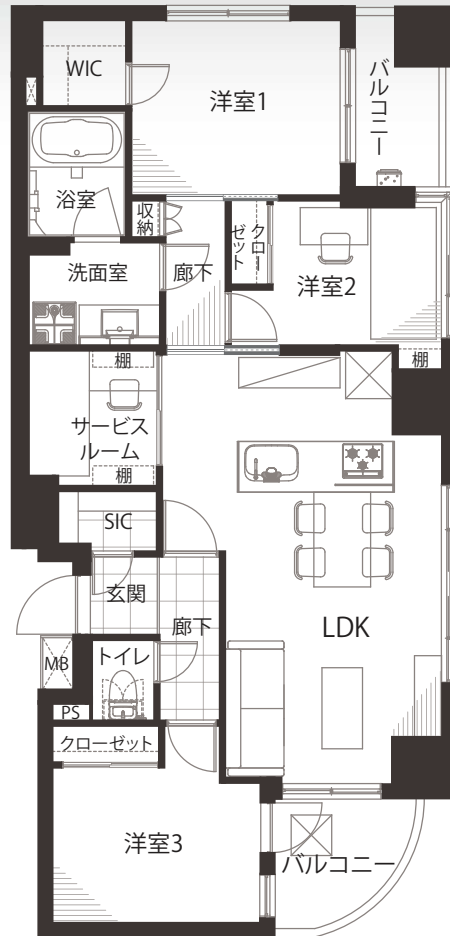 WIC
洋室1
バルコニー
浴室
収納
洗面室
廊下
クローゼット
洋室2
棚
棚
サービス
ルーム
棚
SIC
玄関
廊下
LDK
MB
トイレ
PS
クローゼット
洋室3
バルコニー